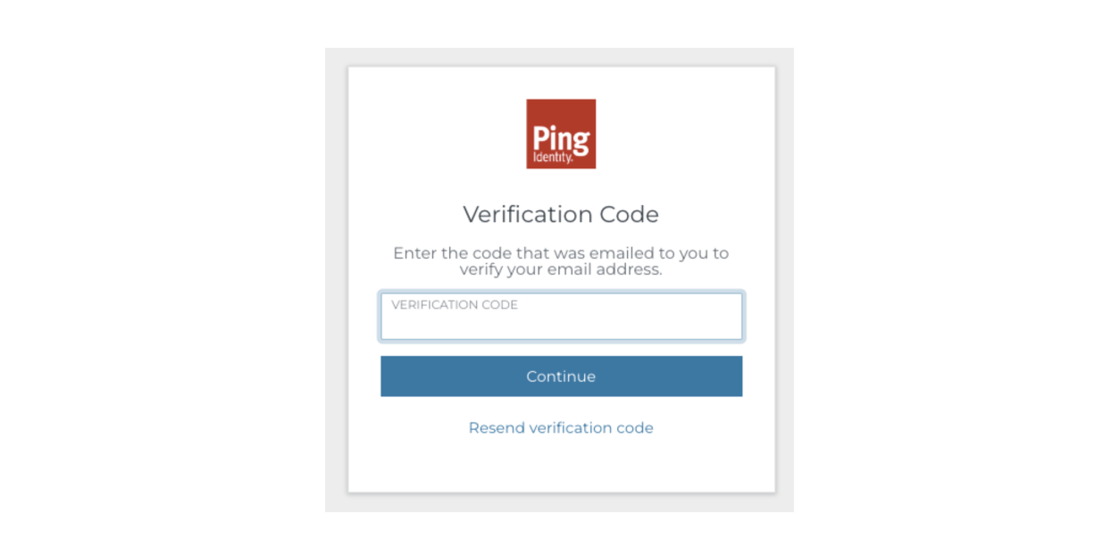 Ping
Identity.
Verification Code
Enter the code that was emailed to you to
verify your email address.
VERIFICATION CODE
Continue
Resend verification code